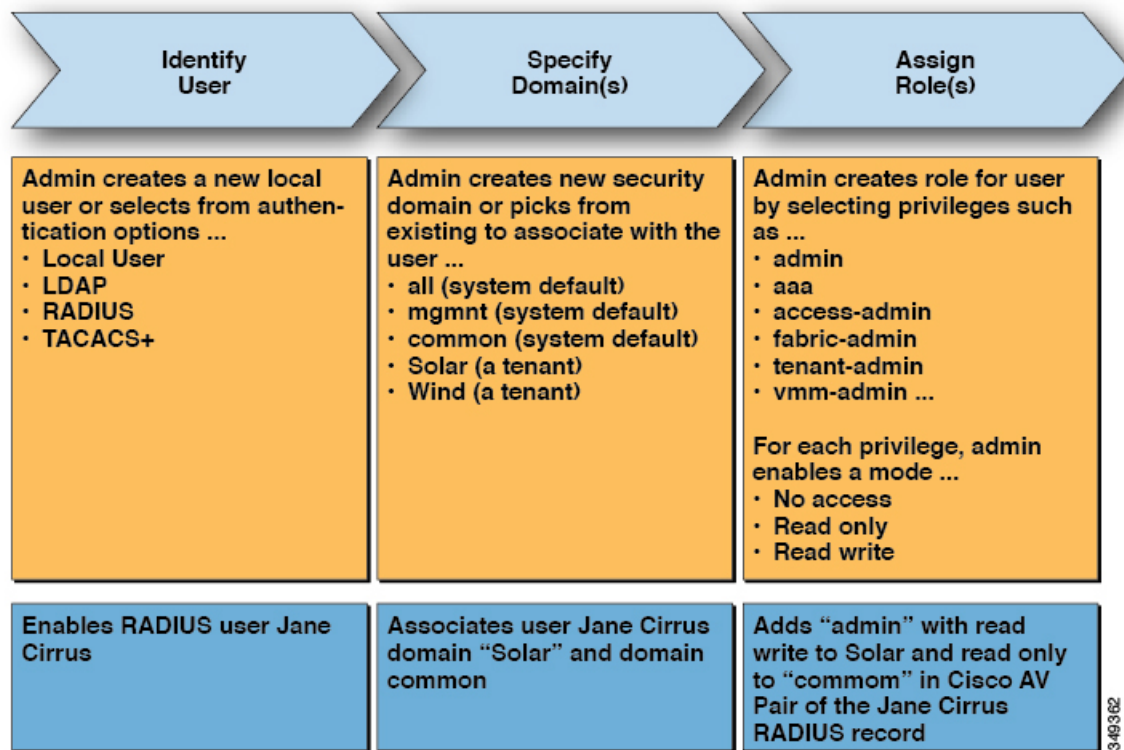 Identify
User
Specify
Domain(s)
Assign
Role(s)
Admin creates a new local
user or selects from authen-
tication options ...
• Local User
• LDAP
• RADIUS
• TACACS+
Admin creates new security
domain or picks from
existing to associate with the
user ...
• all (system default)
• mgmnt (system default)
• common (system default)
• Solar (a tenant)
• Wind (a tenant)
Admin creates role for user
by selecting privileges such
as ...
• admin
• aaa
• access-admin
• fabric-admin
• tenant-admin
• vmm-admin ...
For each privilege, admin
enables a mode ...
• No access
• Read only
• Read write
Enables RADIUS user Jane
Cirrus
Associates user Jane Cirrus
domain “Solar” and domain
common
Adds “admin” with read
write to Solar and read only
to “commom” in Cisco AV
Pair of the Jane Cirrus
RADIUS record
349362